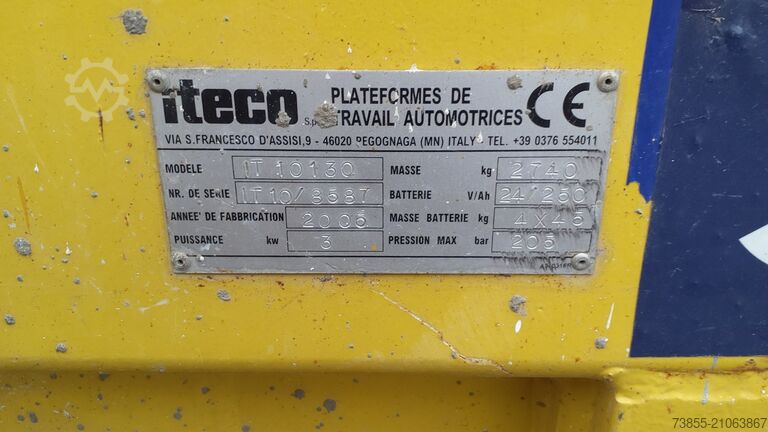 iteco S.p. PLATEFORMES DE
TRAVAIL AUTOMOTRICES CE
VIA S.FRANCESCO D'ASSISI,9 - 46020 PEGOGNAGA (MN) ITALY - TEL. +39 0376 554011
MODELE IT 10130 MASSE kg 2740
NR. DE SERIE IT10/8587 BATTERIE V/Ah 24/250
ANNEE' DE FABBRICATION 2005 MASSE BATTERIE kg 4X45
PUISSANCE kw 3 PRESSION MAX bar 205
73855-21063867